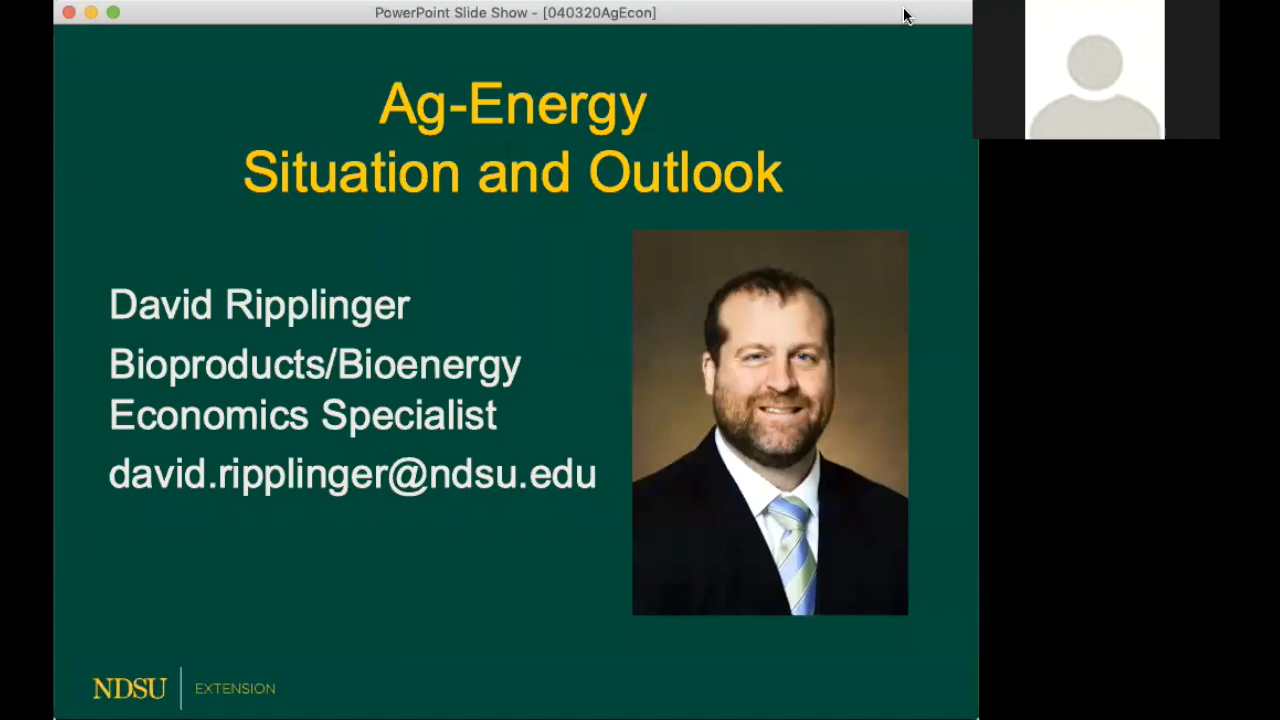 PowerPoint Slide Show - [040320AgEcon]
Ag-Energy
Situation and Outlook
David Ripplinger
Bioproducts/Bioenergy
Economics Specialist
david.ripplinger@ndsu.edu
NDSU EXTENSION